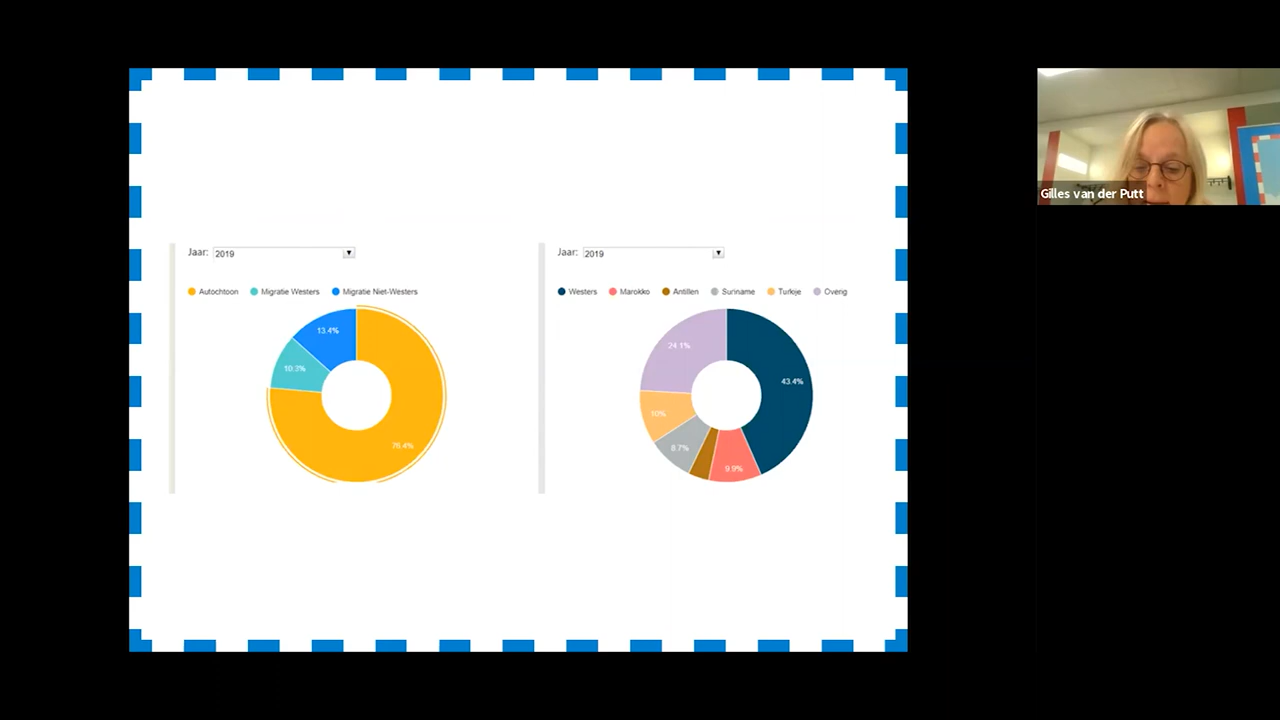 Jaar: 2019
Autochtoon Migratie Westers Migratie Niet-Westers
13.4%
10.3%
76.4%
Jaar: 2019
Westers Marokko Antillen Suriname Turkije Overig
24.1%
43.4%
10%
8.7%
9.9%
Gilles van der Putt